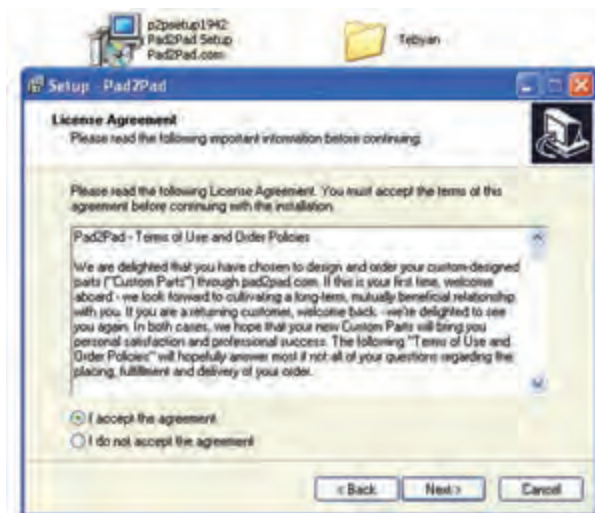 p2psetup1942
Pad2Pad Setup
Pad2Pad.com
Tebyan
Setup - Pad2Pad
License Agreement
Please read the following important information before continuing.
Please read the following License Agreement. You must accept the terms of this
agreement before continuing with the installation.
Pad2Pad - Terms of Use and Order Policies
We are delighted that you have chosen to design and order your custom-designed
parts ("Custom Parts") through pad2pad.com. If this is your first time, welcome
aboard - we look forward to cultivating a long-term, mutually beneficial relationship
with you. If you are a returning customer, welcome back - we're delighted to see
you again. In both cases, we hope that your new Custom Parts will bring you
personal satisfaction and professional success. The following "Terms of Use and
Order Policies" will hopefully answer most if not all of your questions regarding the
placing, fulfillment and delivery of your order.
I accept the agreement
I do not accept the agreement
< Back
Next >
Cancel